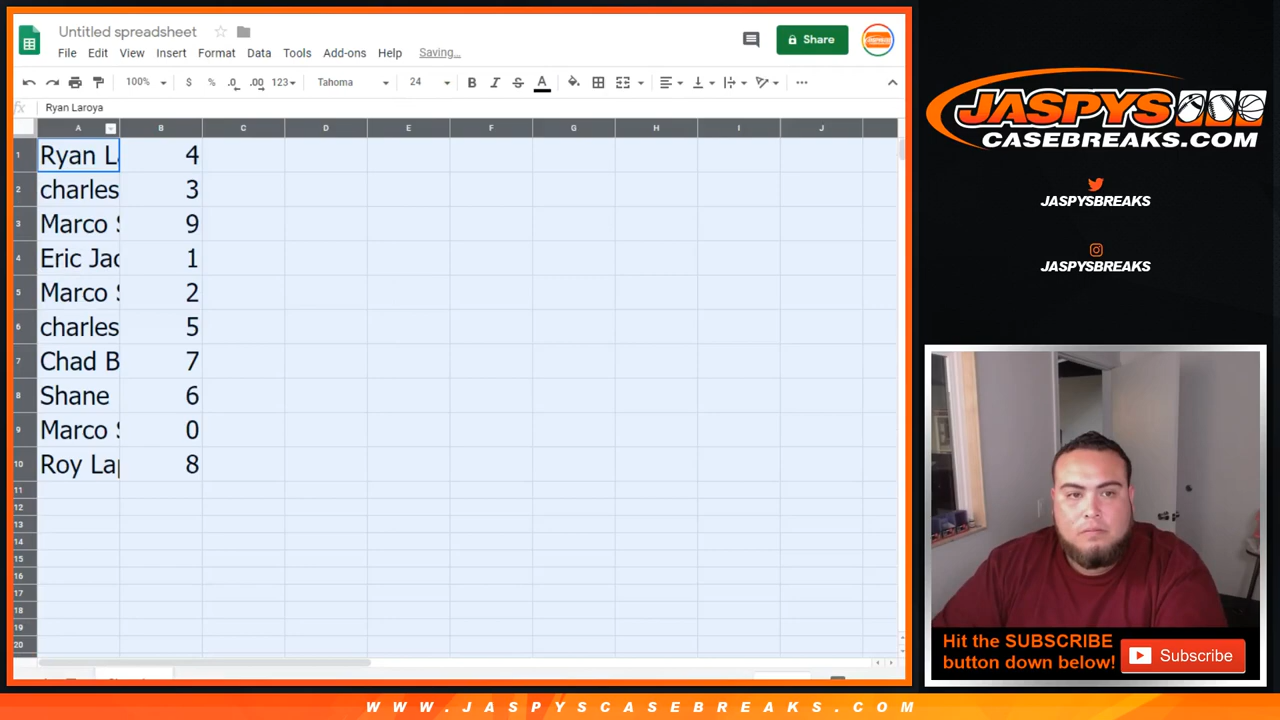 Untitled spreadsheet
File Edit View Insert Format Data Tools Add-ons Help Saving...
Share
100% $ % .0 .00 123 Tahoma 24 B I S A
fx Ryan Laroya
A B C D E F G H I J
1 Ryan L 4
2 charles 3
3 Marco S 9
4 Eric Jac 1
5 Marco S 2
6 charles 5
7 Chad B 7
8 Shane 6
9 Marco S 0
10 Roy Lap 8
11
12
13
14
15
16
17
18
19
20
JASPYS
CASEBREAKS.COM
JASPYSBREAKS
JASPYSBREAKS
Hit the SUBSCRIBE
button down below!
Subscribe
WWW.JASPYSCASEBREAKS.COM